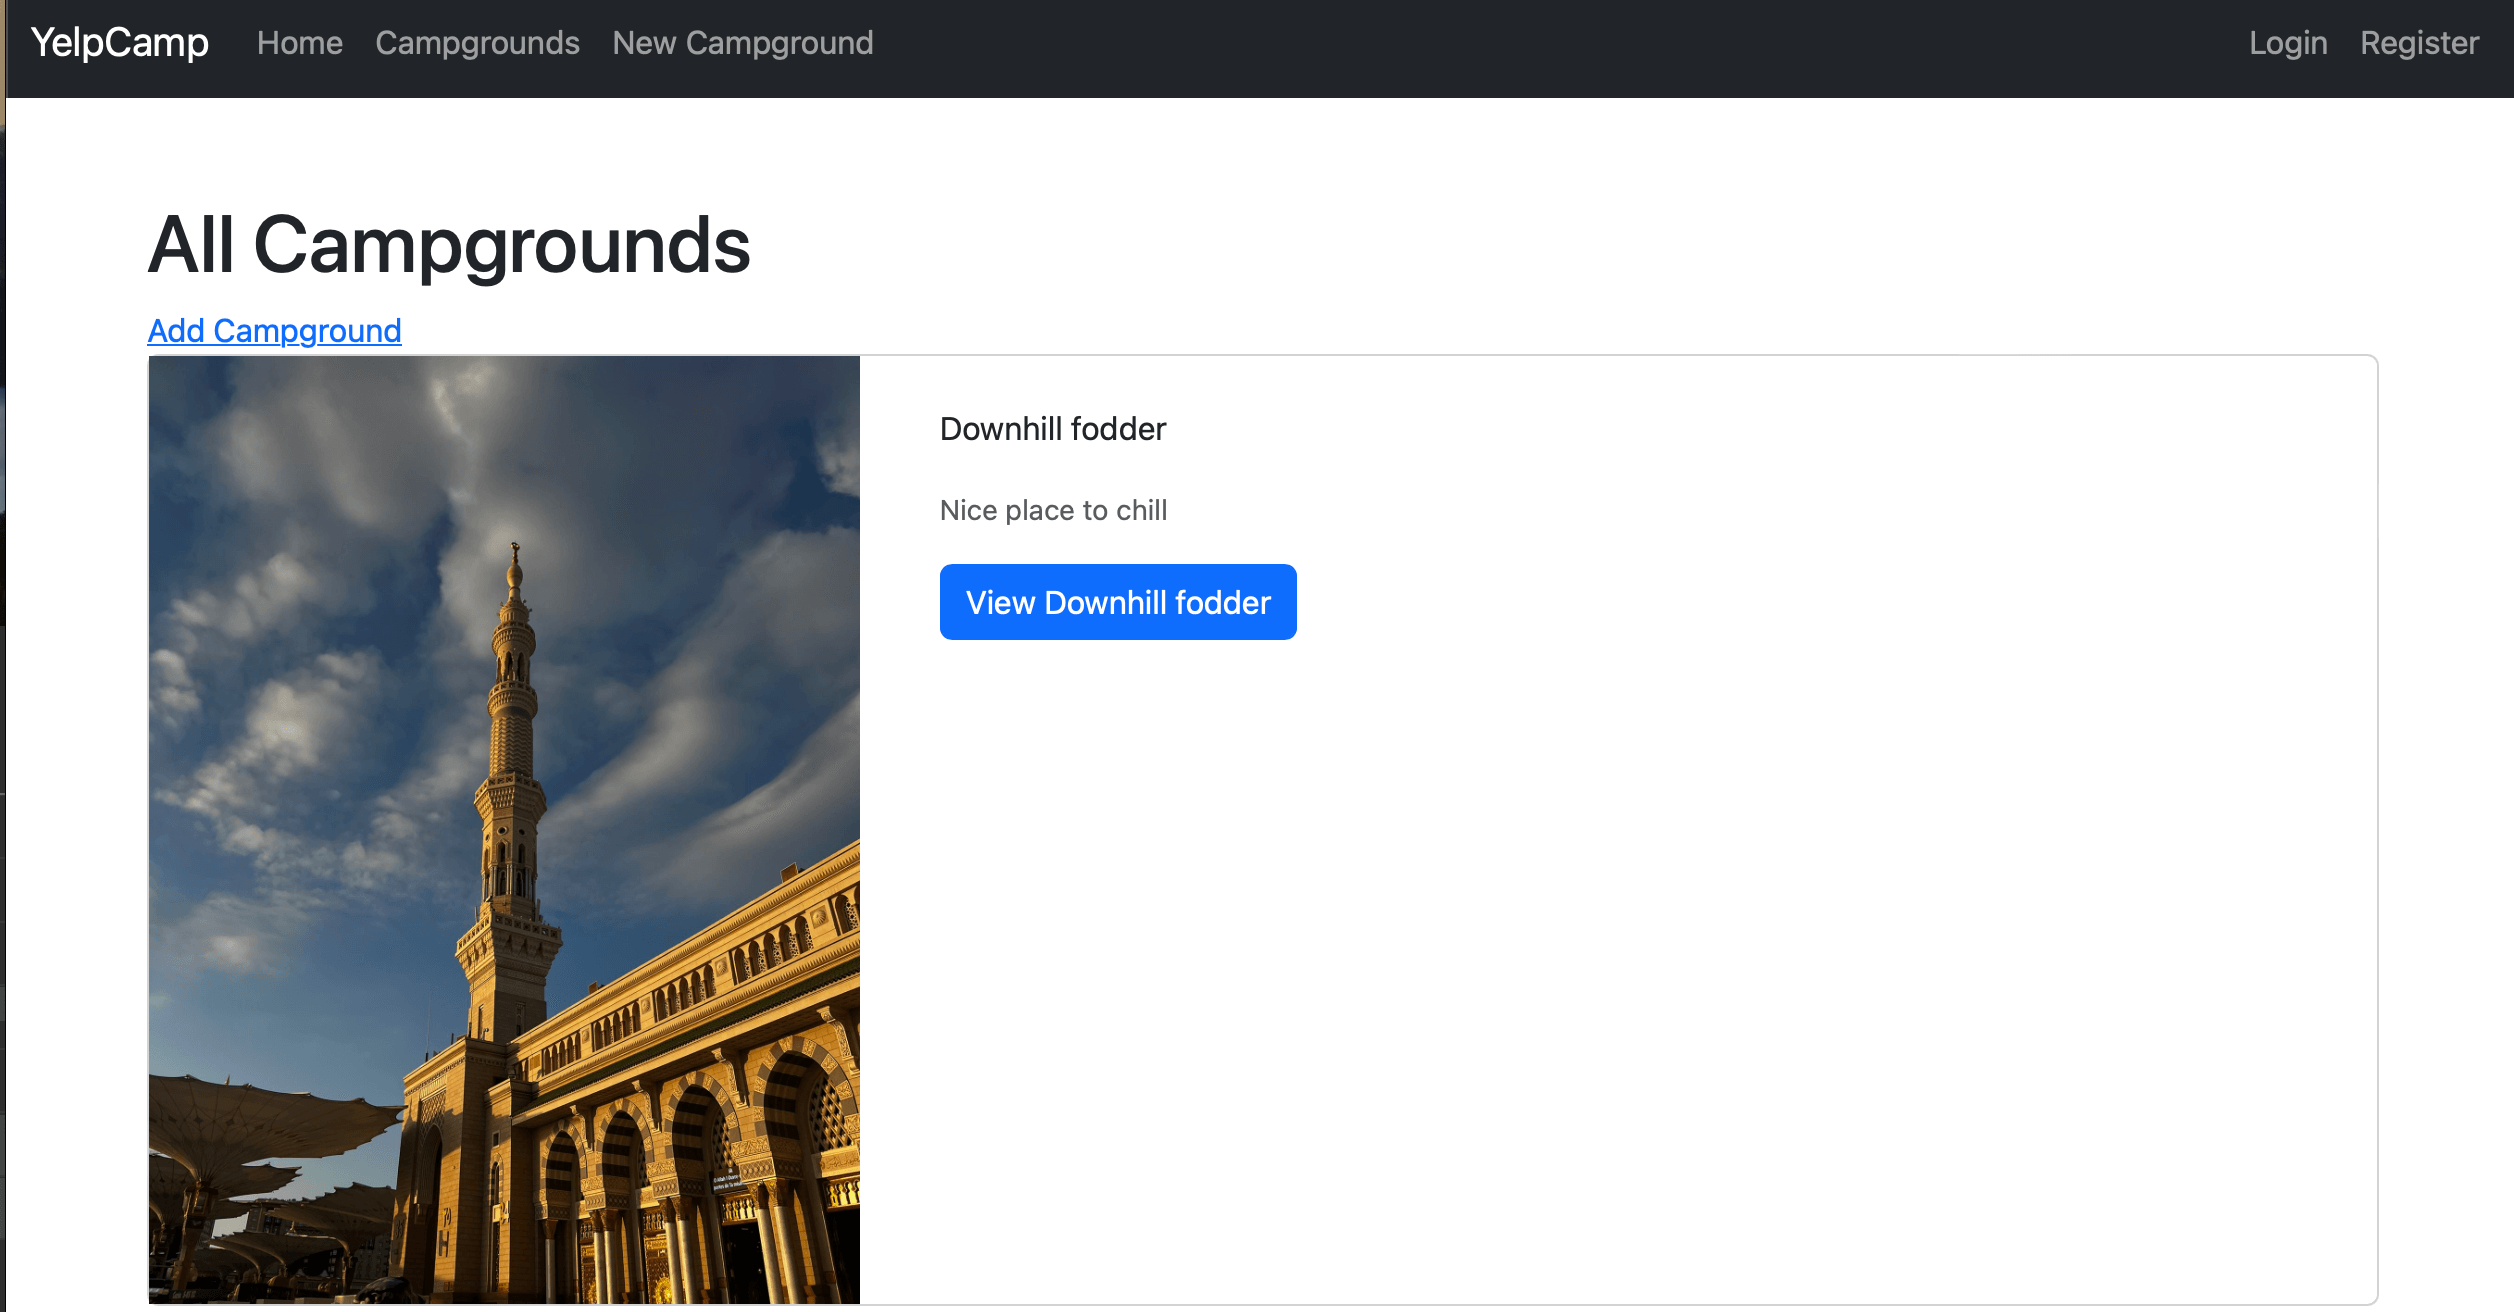 YelpCamp Home Campgrounds New Campground Login Register
All Campgrounds
Add Campground
Downhill fodder
Nice place to chill
View Downhill fodder